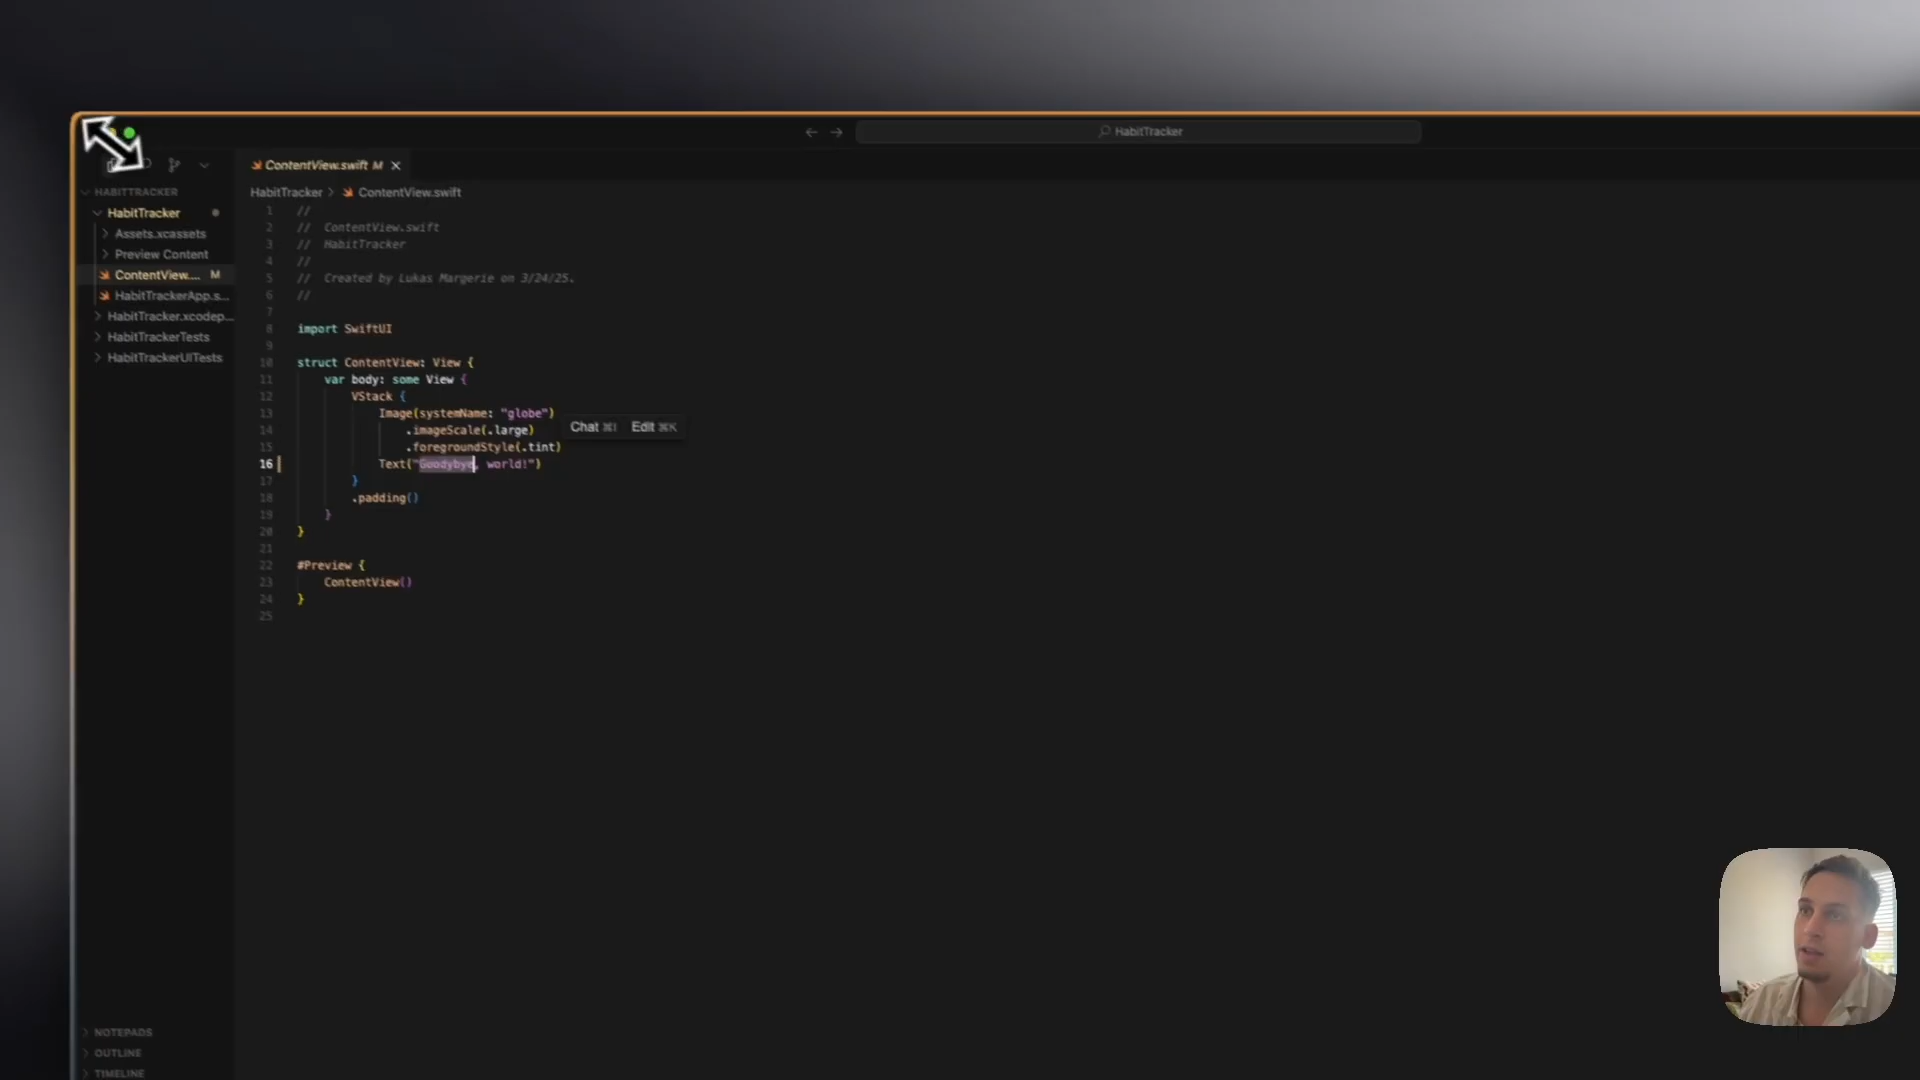 HabitTracker
ContentView.swift M
HABITTRACKER
HabitTracker > ContentView.swift
HabitTracker
Assets.xcassets
Preview Content
ContentView.... M
HabitTrackerApp.s...
HabitTracker.xcodep...
HabitTrackerTests
HabitTrackerUITests
1 //
2 // ContentView.swift
3 // HabitTracker
4 //
5 // Created by Lukas Margerie on 3/24/25.
6 //
7
8 import SwiftUI
9
10 struct ContentView: View {
11 var body: some View {
12 VStack {
13 Image(systemName: "globe")
14 .imageScale(.large)
15 .foregroundStyle(.tint)
16 Text("Goodybye, world!")
17 }
18 .padding()
19 }
20 }
21
22 #Preview {
23 ContentView()
24 }
25
Chat ⌘I Edit ⌘K
NOTEPADS
OUTLINE
TIMELINE